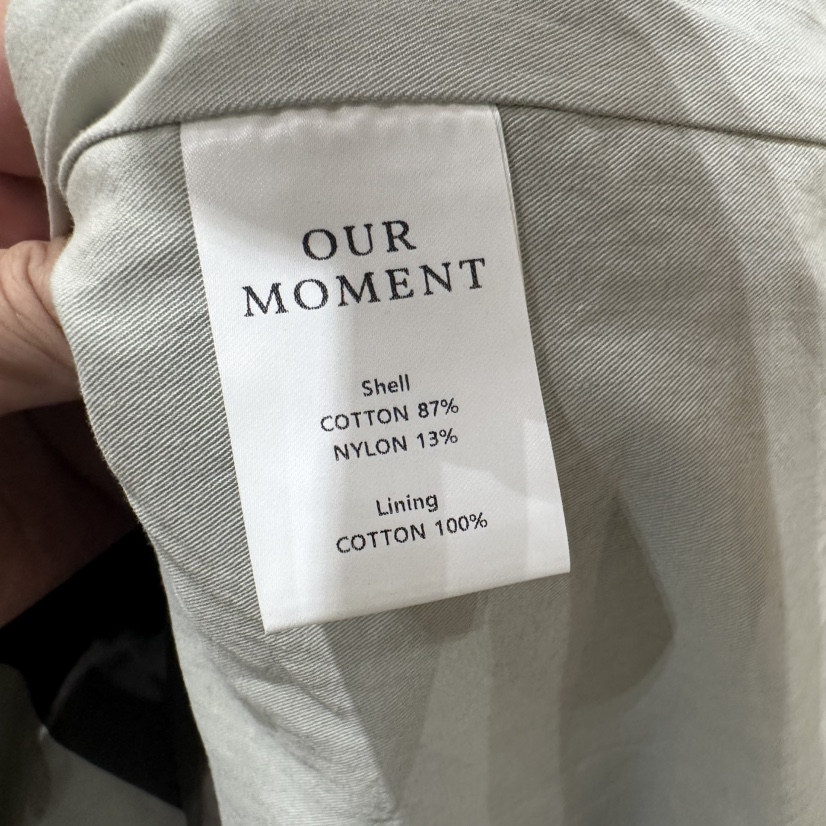 OUR
MOMENT
Shell
COTTON 87%
NYLON 13%
Lining
COTTON 100%